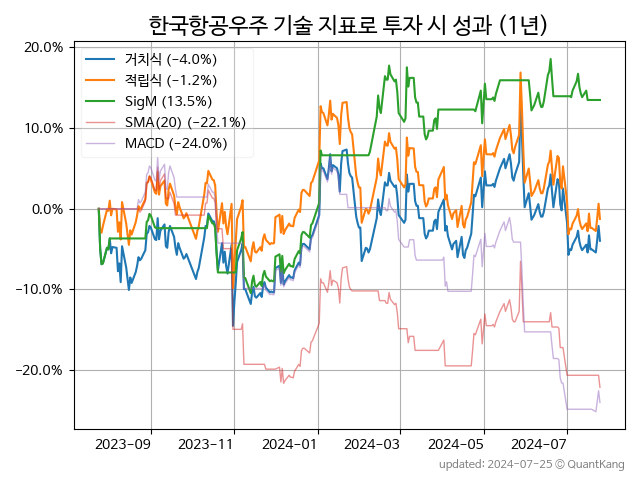 한국항공우주 기술 지표로 투자 시 성과 (1년)
거치식 (−4.0%)
적립식 (−1.2%)
SigM (13.5%)
SMA(20) (−22.1%)
MACD (−24.0%)
20.0%
10.0%
0.0%
−10.0%
−20.0%
2023-09 2023-11 2024-01 2024-03 2024-05 2024-07
updated: 2024-07-25 ⓒ QuantKang